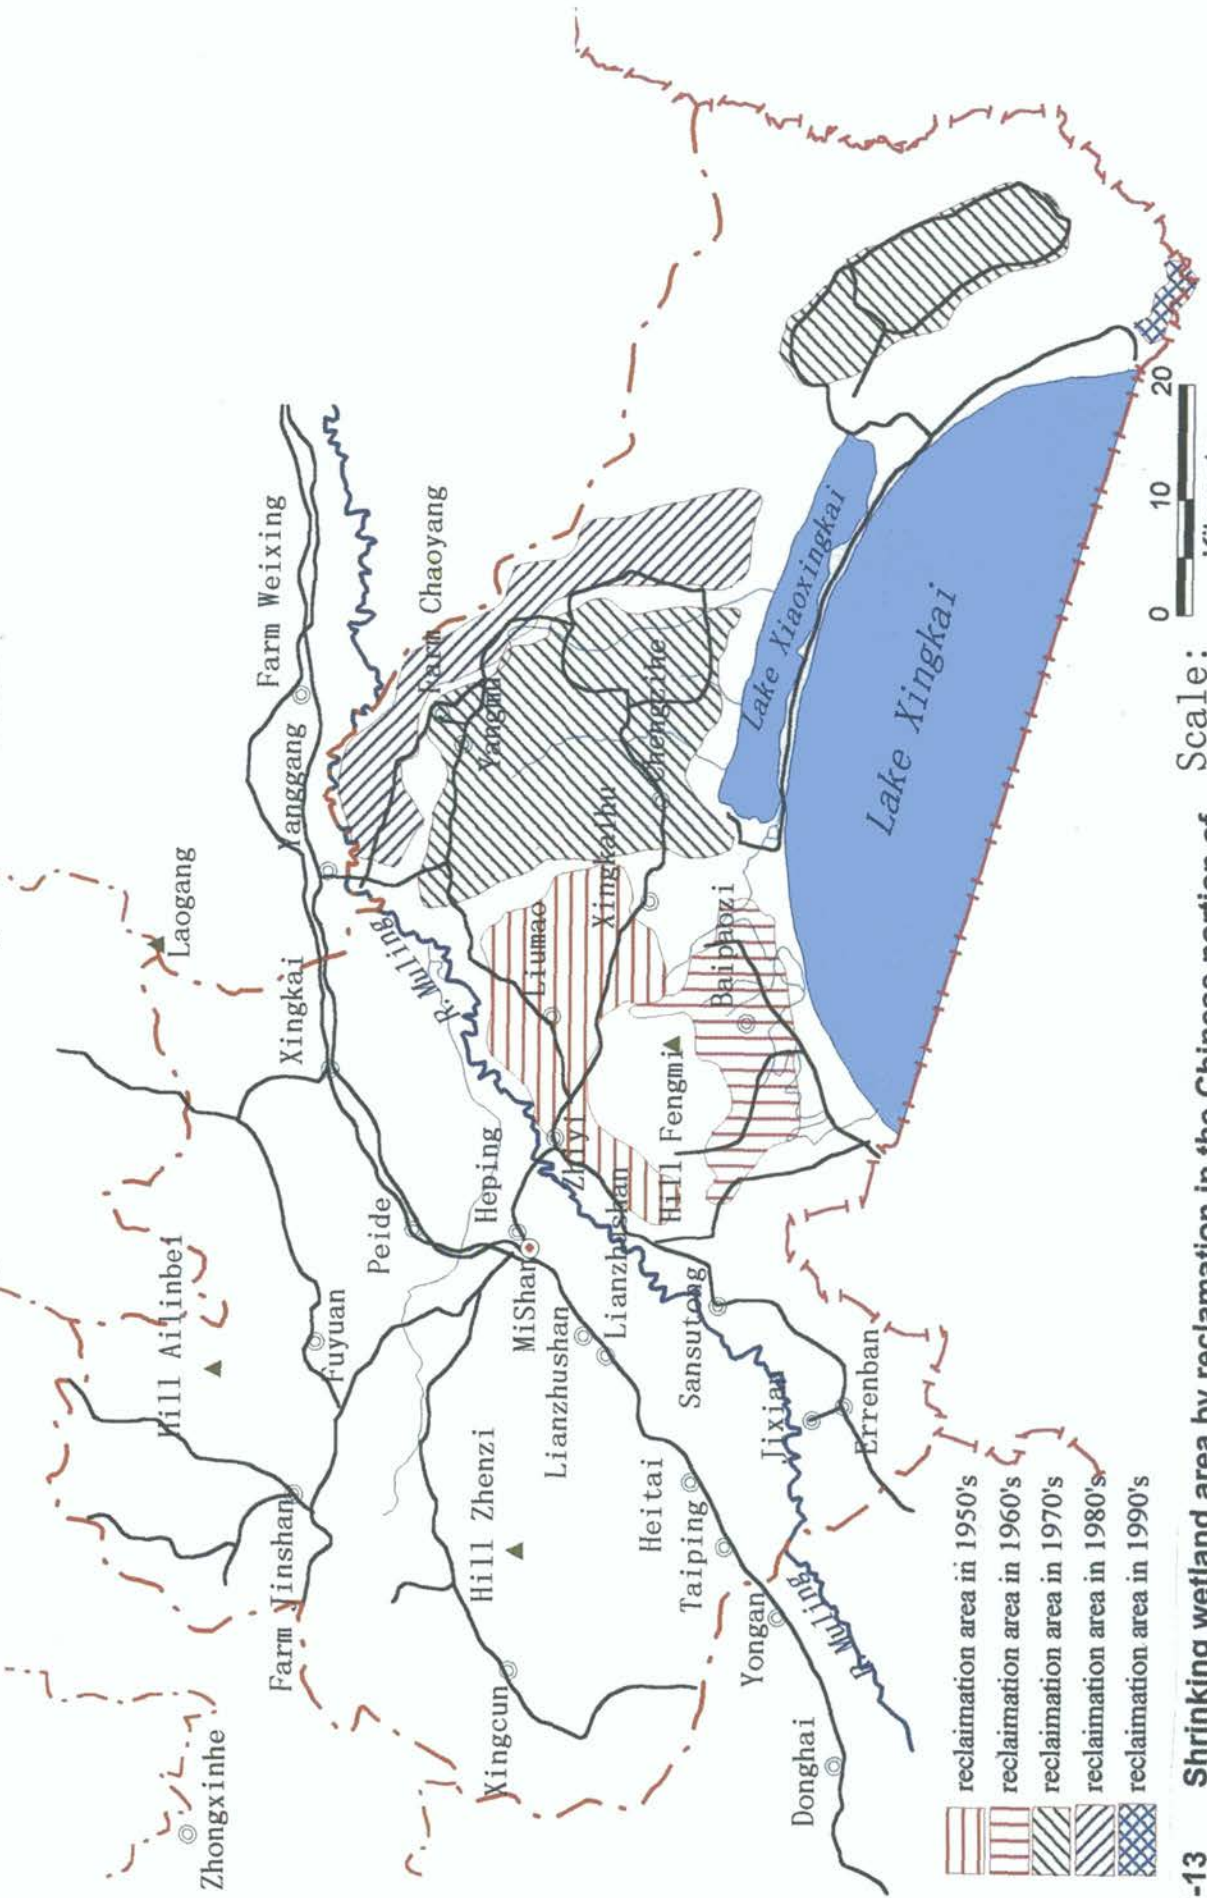 Zhongxinhe
Hill Ailinbei
Laogang
Farm Jinshan
Fuyuan
Xingkai
Yanggang
Farm Weixing
Peide
Xingcun
Hill Zhenzi
Heping
R. Muling
Farm Chaoyang
MiShan
Yangmu
Lianzhushan
Zhiyi
Liumao
Lianzhushan
Xingkaihu
Chengzihe
Heitai
Hill Fengmi
Taiping
Sansutong
Baipaozi
Lake Xiaoxingkai
Yongan
Jixian
R. Muling
Donghai
Errenban
Lake Xingkai
reclaimation area in 1950's
reclaimation area in 1960's
reclaimation area in 1970's
reclaimation area in 1980's
reclaimation area in 1990's
Scale:
0 10 20
-13 Shrinking wetland area by reclamation in the Chinese portion of